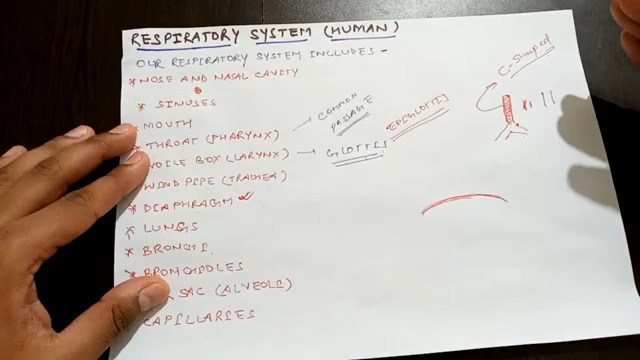 RESPIRATORY SYSTEM (HUMAN)
OUR RESPIRATORY SYSTEM INCLUDES -
* NOSE AND NASAL CAVITY
* SINUSES
* MOUTH
* THROAT (PHARYNX) → COMMON PASSAGE
* VOICE BOX (LARYNX) → GLOTTIS
EPIGLOTTIS
WIND PIPE (TRACHEA)
* DIAPHRAGM
* LUNGS
* BRONCHI
* BRONCHIOLES
SAC (ALVEOLI)
CAPILLARIES
C-Shaped